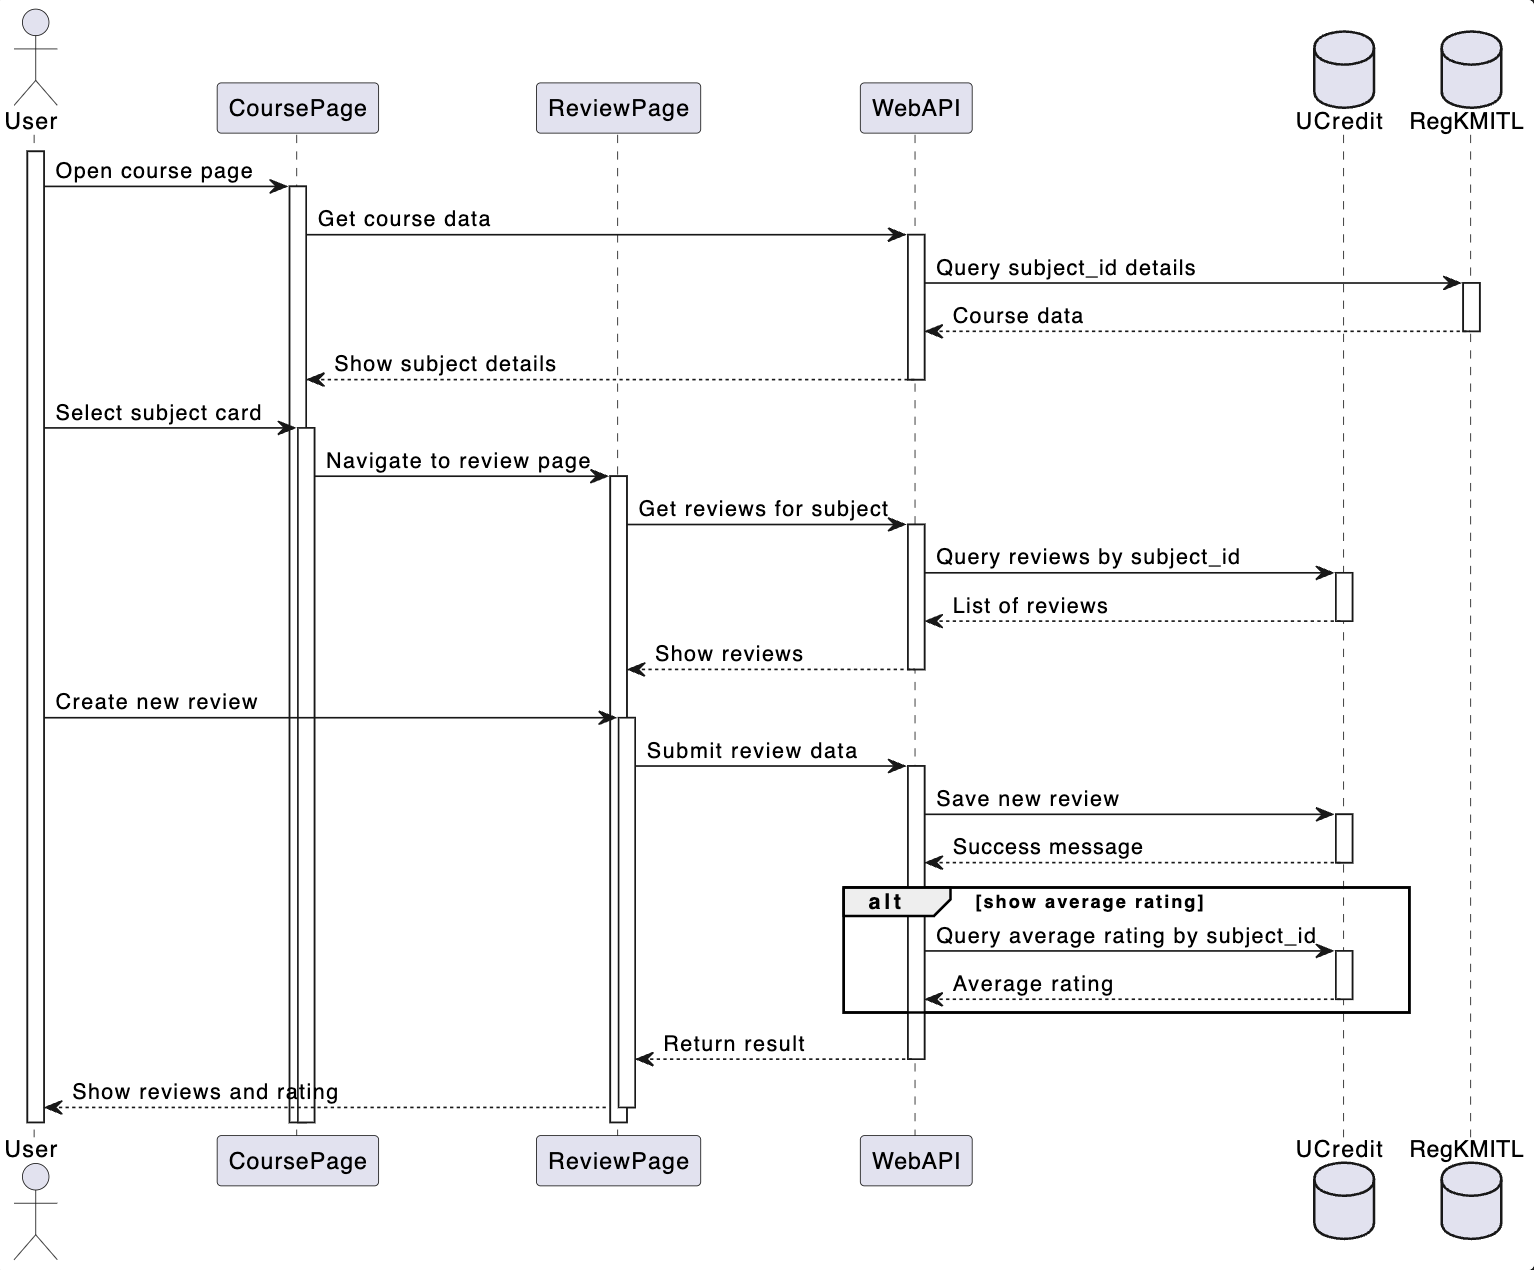 User
CoursePage
ReviewPage
WebAPI
UCredit
RegKMITL
Open course page
Get course data
Query subject_id details
Course data
Show subject details
Select subject card
Navigate to review page
Get reviews for subject
Query reviews by subject_id
List of reviews
Show reviews
Create new review
Submit review data
Save new review
Success message
alt [show average rating]
Query average rating by subject_id
Average rating
Return result
Show reviews and rating
User
CoursePage
ReviewPage
WebAPI
UCredit
RegKMITL